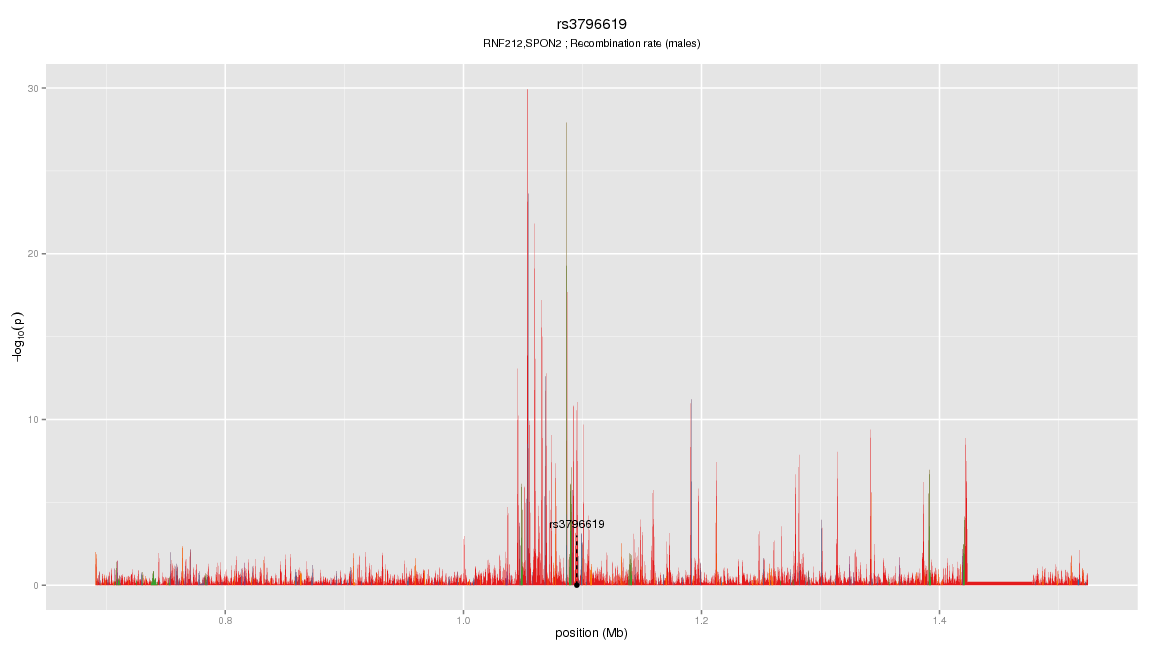 rs3796619
RNF212,SPON2 ; Recombination rate (males)
30
20
10
0
−log10(p)
rs3796619
0.8 1.0 1.2 1.4
position (Mb)